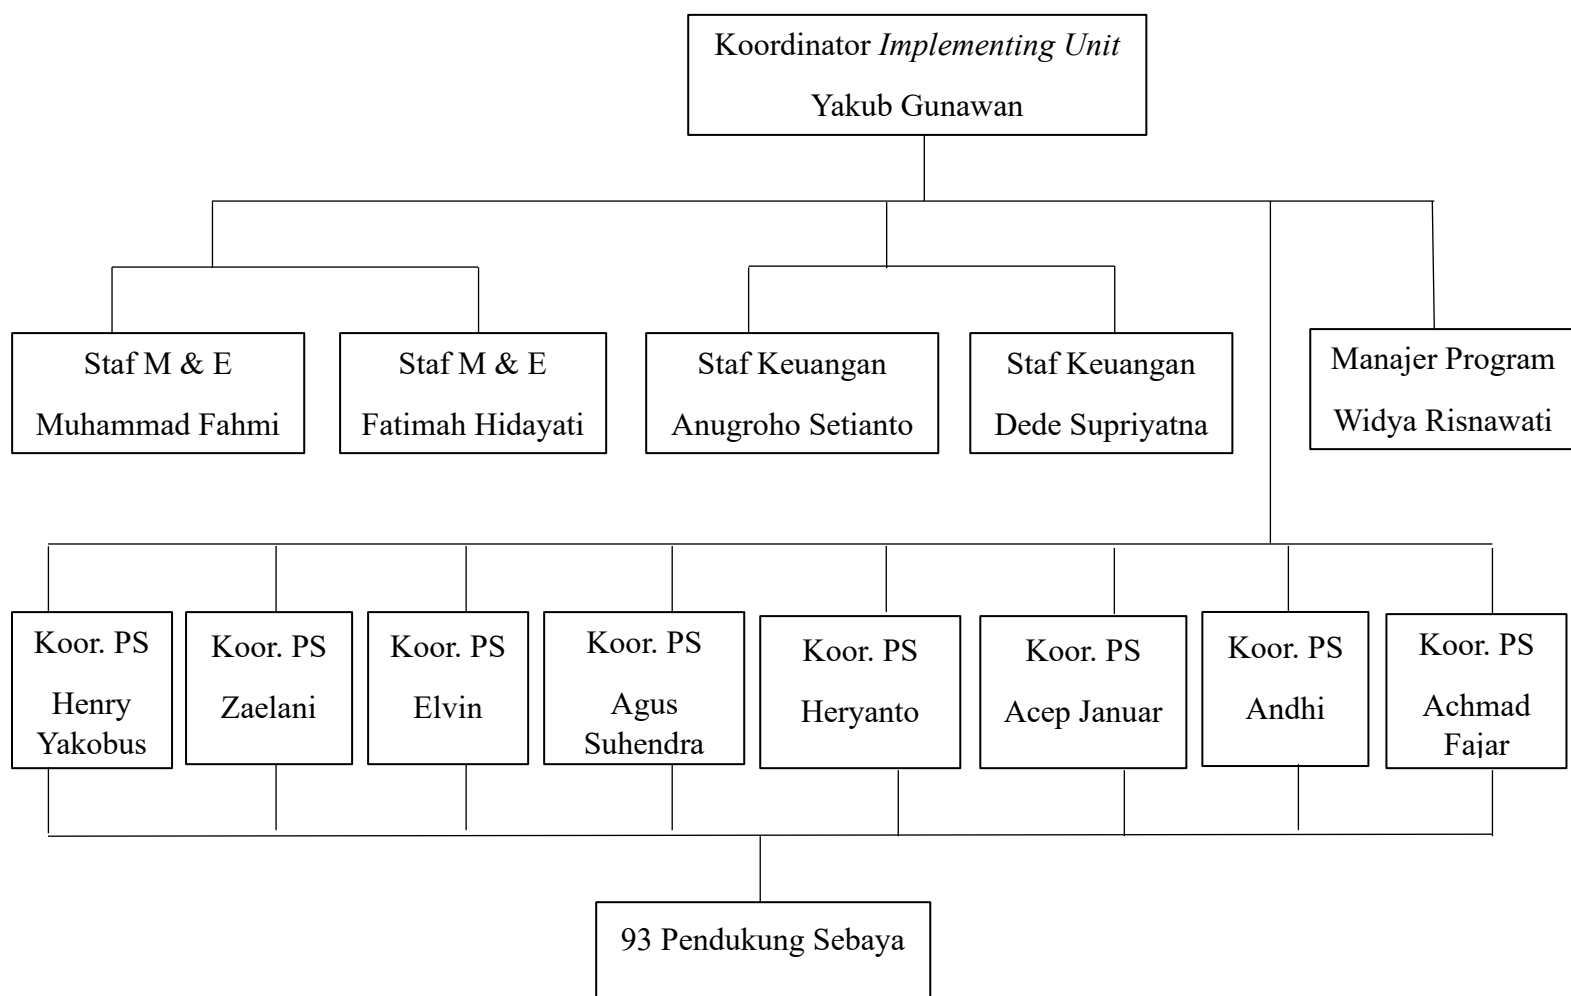 Koordinator Implementing Unit
Yakub Gunawan
Staf M & E
Muhammad Fahmi
Staf M & E
Fatimah Hidayati
Staf Keuangan
Anugroho Setianto
Staf Keuangan
Dede Supriyatna
Manajer Program
Widya Risnawati
Koor. PS
Henry
Yakobus
Koor. PS
Zaelani
Koor. PS
Elvin
Koor. PS
Agus
Suhendra
Koor. PS
Heryanto
Koor. PS
Acep Januar
Koor. PS
Andhi
Koor. PS
Achmad
Fajar
93 Pendukung Sebaya